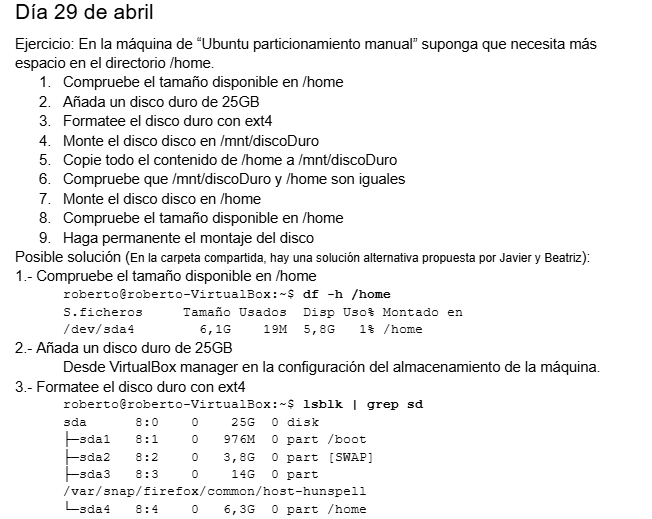 Día 29 de abril
Ejercicio: En la máquina de “Ubuntu particionamiento manual” suponga que necesita más
espacio en el directorio /home.
1. Compruebe el tamaño disponible en /home
2. Añada un disco duro de 25GB
3. Formatee el disco duro con ext4
4. Monte el disco disco en /mnt/discoDuro
5. Copie todo el contenido de /home a /mnt/discoDuro
6. Compruebe que /mnt/discoDuro y /home son iguales
7. Monte el disco disco en /home
8. Compruebe el tamaño disponible en /home
9. Haga permanente el montaje del disco
Posible solución (En la carpeta compartida, hay una solución alternativa propuesta por Javier y Beatriz):
1.- Compruebe el tamaño disponible en /home
roberto@roberto-VirtualBox:~$ df -h /home
S.ficheros Tamaño Usados Disp Uso% Montado en
/dev/sda4 6,1G 19M 5,8G 1% /home
2.- Añada un disco duro de 25GB
Desde VirtualBox manager en la configuración del almacenamiento de la máquina.
3.- Formatee el disco duro con ext4
roberto@roberto-VirtualBox:~$ lsblk | grep sd
sda 8:0 0 25G 0 disk
├─sda1 8:1 0 976M 0 part /boot
├─sda2 8:2 0 3,8G 0 part [SWAP]
├─sda3 8:3 0 14G 0 part
/var/snap/firefox/common/host-hunspell
└─sda4 8:4 0 6,3G 0 part /home